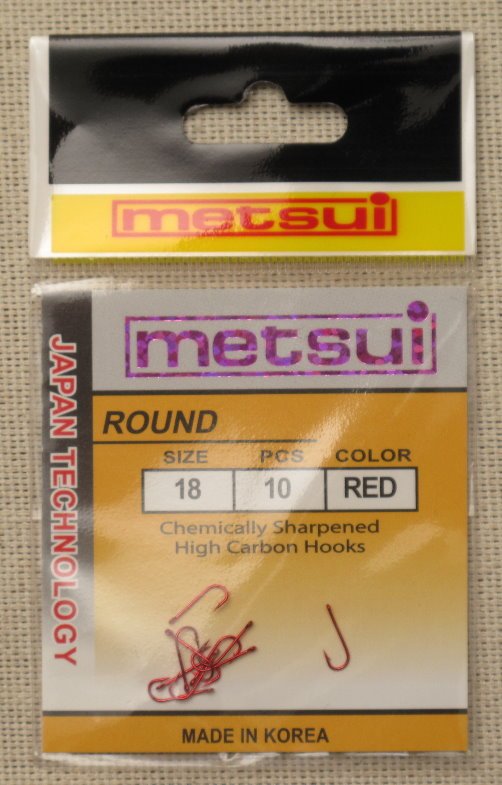 metsui
metsui
JAPAN TECHNOLOGY
ROUND
SIZE PCS COLOR
18 10 RED
Chemically Sharpened
High Carbon Hooks
MADE IN KOREA